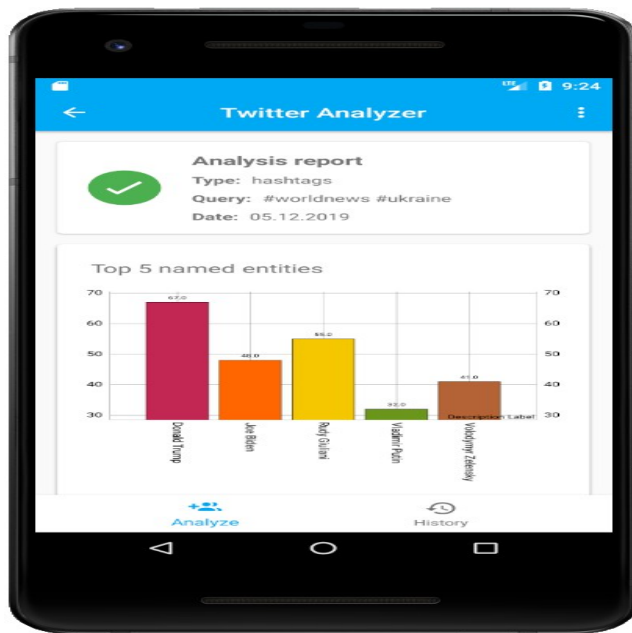 LTE 9:24
Twitter Analyzer
Analysis report
Type: hashtags
Query: #worldnews #ukraine
Date: 05.12.2019
Top 5 named entities
70 70
67.0
60 60
55.0
50 50
48.0
40 41.0 40
32.0
30 Description Label 30
Donald Trump
Joe Biden
Rudy Giuliani
Vladimir Putin
Volodymyr Zelensky
Analyze History